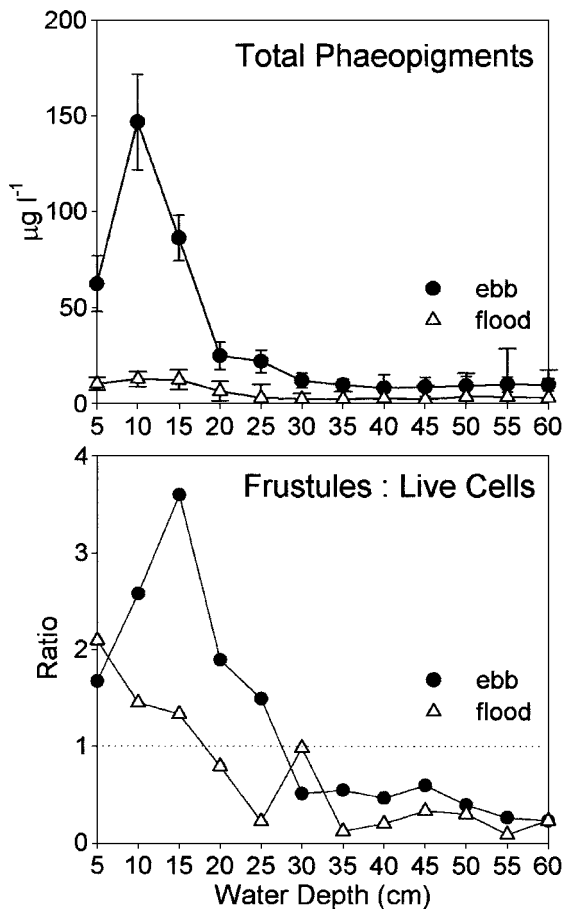 200
Total Phaeopigments
150
µg l-1
100
50
ebb
flood
0
5 10 15 20 25 30 35 40 45 50 55 60
4
Frustules : Live Cells
3
Ratio
2
ebb
flood
1
0
5 10 15 20 25 30 35 40 45 50 55 60
Water Depth (cm)